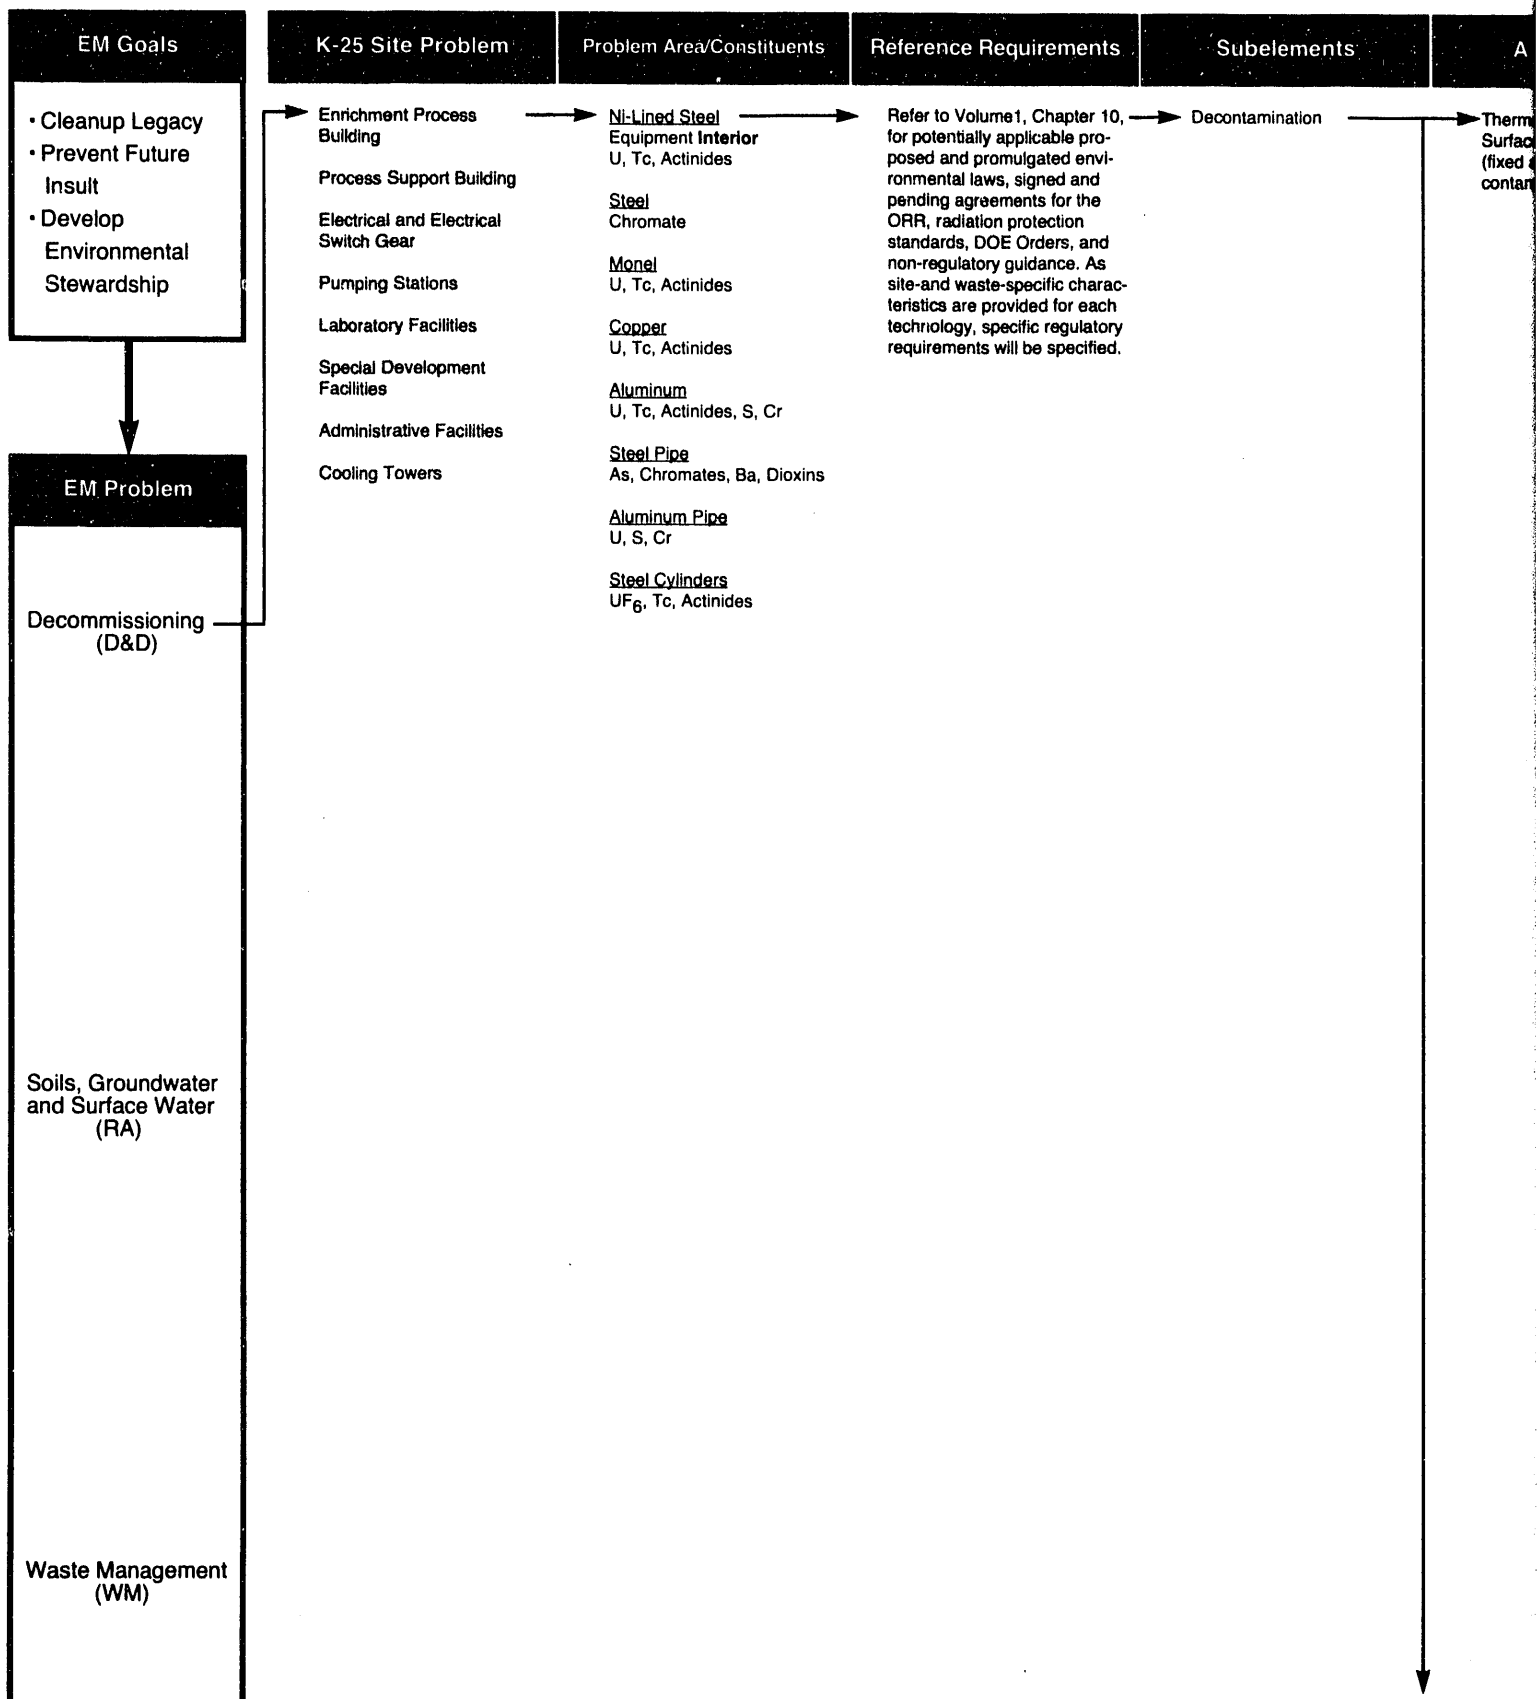 EM Goals
• Cleanup Legacy
• Prevent Future
Insult
• Develop
Environmental
Stewardship
EM Problem
Decommissioning
(D&D)
Soils, Groundwater
and Surface Water
(RA)
Waste Management
(WM)
K-25 Site Problem
Enrichment Process
Building
Process Support Building
Electrical and Electrical
Switch Gear
Pumping Stations
Laboratory Facilities
Special Development
Facilities
Administrative Facilities
Cooling Towers
Problem Area/Constituents
Ni-Lined Steel
Equipment Interior
U, Tc, Actinides
Steel
Chromate
Monel
U, Tc, Actinides
Copper
U, Tc, Actinides
Aluminum
U, Tc, Actinides, S, Cr
Steel Pipe
As, Chromates, Ba, Dioxins
Aluminum Pipe
U, S, Cr
Steel Cylinders
UF6, Tc, Actinides
Reference Requirements
Refer to Volume1, Chapter 10,
for potentially applicable pro-
posed and promulgated envi-
ronmental laws, signed and
pending agreements for the
ORR, radiation protection
standards, DOE Orders, and
non-regulatory guidance. As
site-and waste-specific charac-
teristics are provided for each
technology, specific regulatory
requirements will be specified.
Subelements
Decontamination
A
(fixed